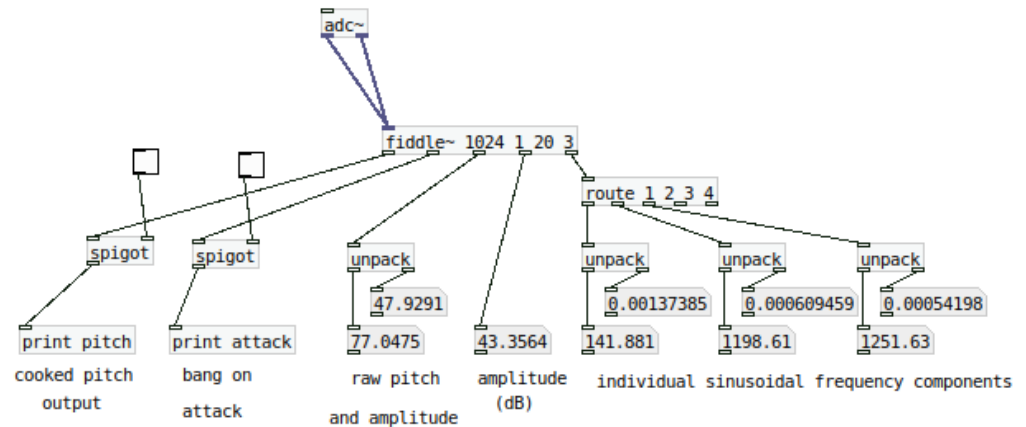 adc~
fiddle~ 1024 1 20 3
route 1 2 3 4
spigot
spigot
unpack
unpack
unpack
unpack
47.9291
0.00137385
0.000609459
0.00054198
print pitch
print attack
77.0475
43.3564
141.881
1198.61
1251.63
cooked pitch
output
bang on
attack
raw pitch
and amplitude
amplitude
(dB)
individual sinusoidal frequency components